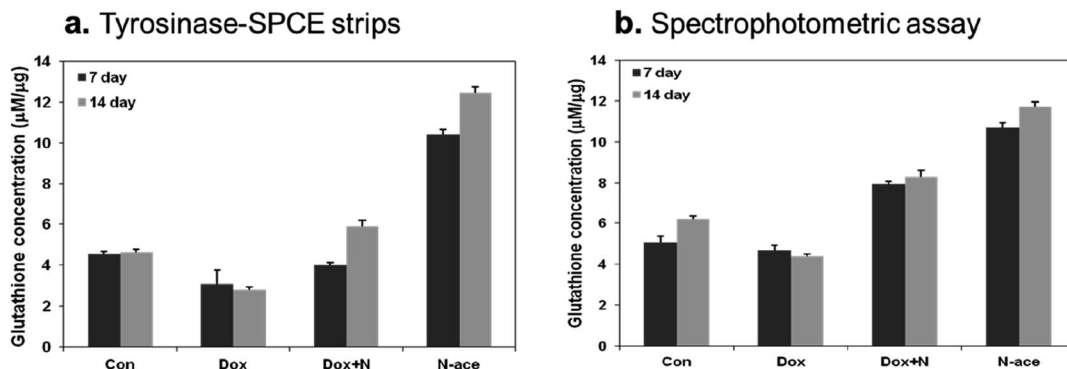 a. Tyrosinase-SPCE strips
Glutathione concentration (μM/μg)
14
12
10
8
6
4
2
0
7 day
14 day
Con Dox Dox+N N-ace
b. Spectrophotometric assay
Glutathione concentration (μM/μg)
14
12
10
8
6
4
2
0
7 day
14 day
Con Dox Dox+N N-ace